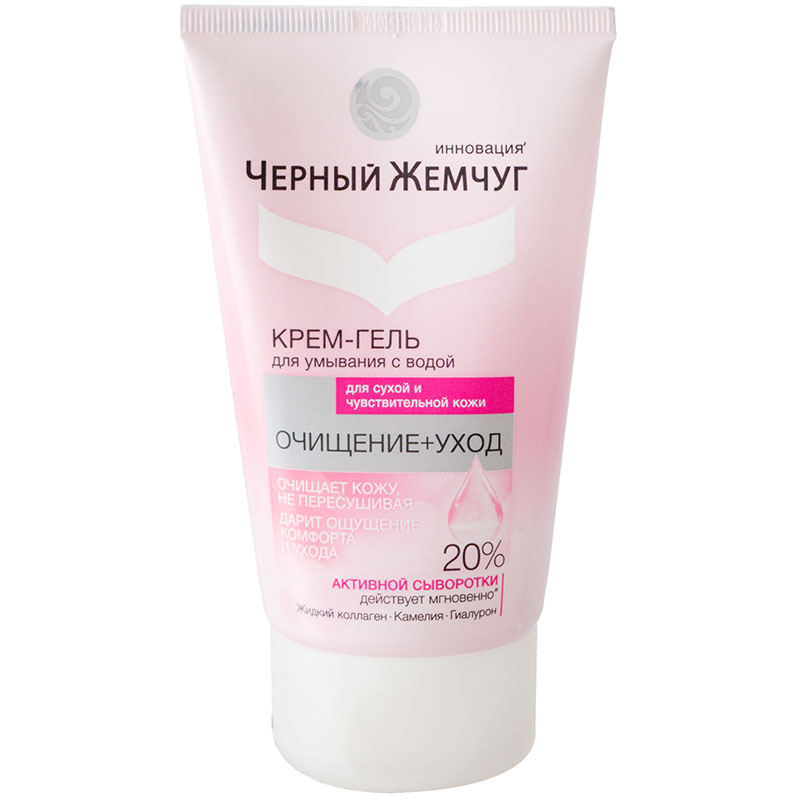 инновация'
ЧЕРНЫЙ ЖЕМЧУГ
КРЕМ-ГЕЛЬ
для умывания с водой
для сухой и
чувствительной кожи
ОЧИЩЕНИЕ+УХОД
ОЧИЩАЕТ КОЖУ,
НЕ ПЕРЕСУШИВАЯ
ДАРИТ ОЩУЩЕНИЕ
КОМФОРТА
И УХОДА
20%
АКТИВНОЙ СЫВОРОТКИ
действует мгновенно*
Жидкий коллаген · Камелия · Гиалурон